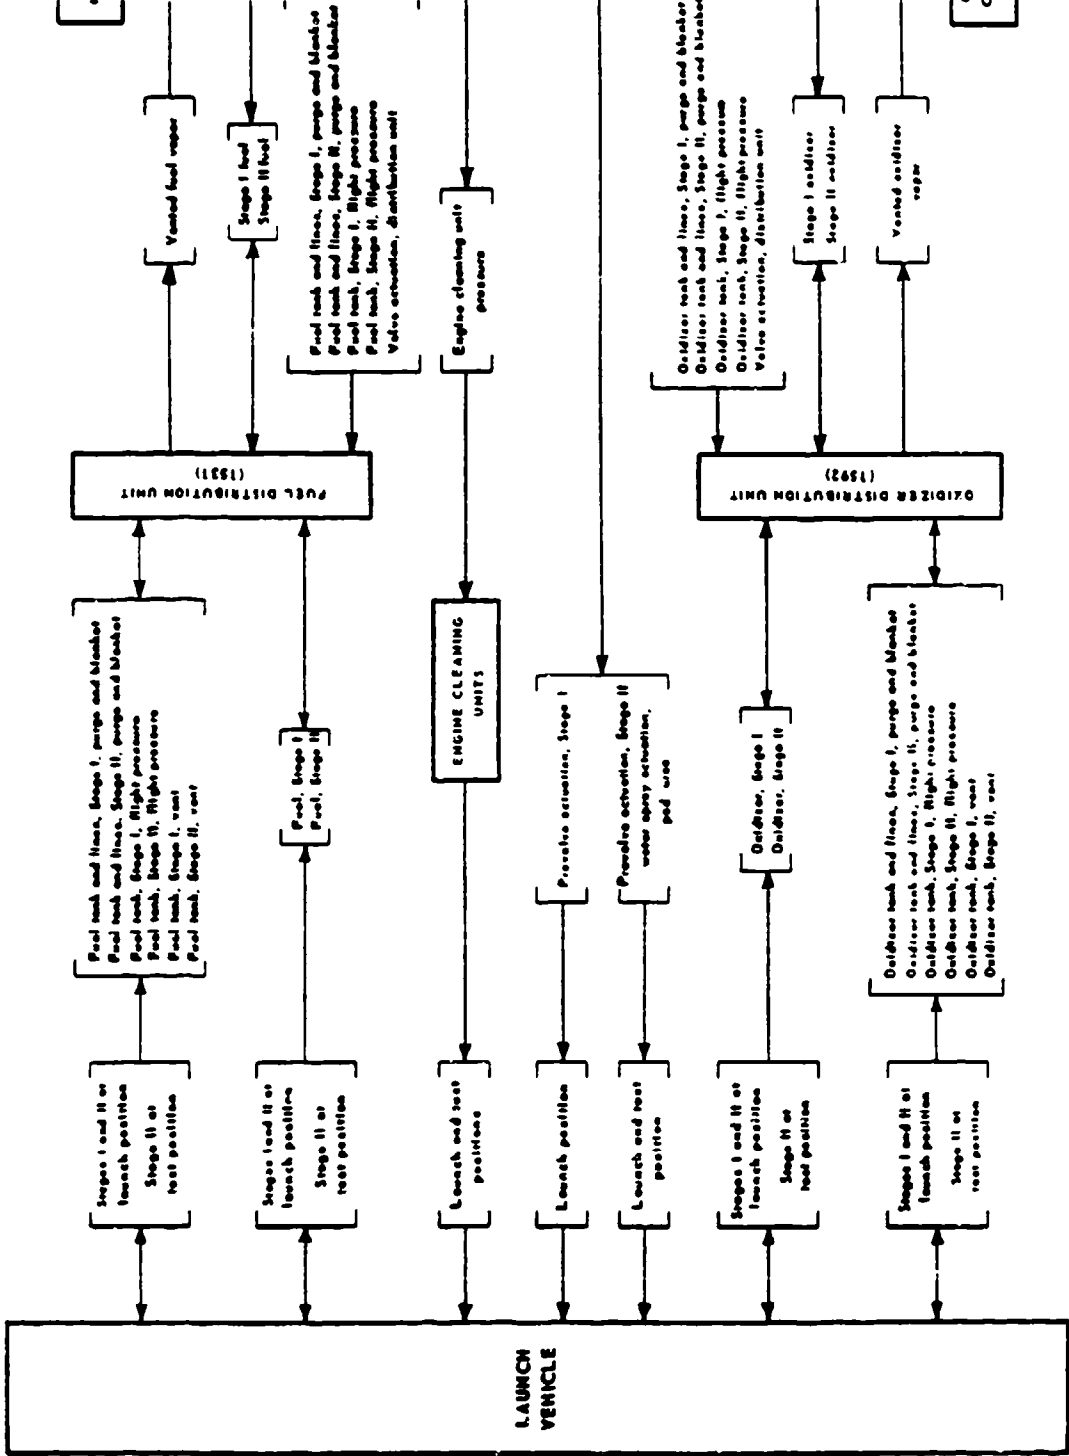 Vented fuel vapor
Stage I fuel
Stage II fuel
Fuel tank and lines, Stage I, purge and blanket
Fuel tank and lines, Stage II, purge and blanket
Fuel tank, Stage I, flight pressure
Fuel tank, Stage II, flight pressure
Valve actuation, distribution unit
Engine cleaning unit
pressure
Oxidizer tank and lines, Stage I, purge and blanket
Oxidizer tank and lines, Stage II, purge and blanket
Oxidizer tank, Stage I, flight pressure
Oxidizer tank, Stage II, flight pressure
Valve actuation, distribution unit
Stage I oxidizer
Stage II oxidizer
Vented oxidizer
vapor
FUEL DISTRIBUTION UNIT
(1531)
OXIDIZER DISTRIBUTION UNIT
(1592)
Fuel tank and lines, Stage I, purge and blanket
Fuel tank and lines, Stage II, purge and blanket
Fuel tank, Stage I, flight pressure
Fuel tank, Stage II, flight pressure
Fuel tank, Stage I, vent
Fuel tank, Stage II, vent
Fuel, Stage I
Fuel, Stage II
ENGINE CLEANING
UNITS
Prevalve actuation, Stage I
Prevalve actuation, Stage II
water spray actuation,
pad area
Oxidizer, Stage I
Oxidizer, Stage II
Oxidizer tank and lines, Stage I, purge and blanket
Oxidizer tank and lines, Stage II, purge and blanket
Oxidizer tank, Stage I, flight pressure
Oxidizer tank, Stage II, flight pressure
Oxidizer tank, Stage I, vent
Oxidizer tank, Stage II, vent
Stages I and II at
launch position
Stage II at
test position
Stages I and II at
launch position
Stage II at
test position
Launch and test
positions
Launch position
Launch and test
position
Stages I and II at
launch position
Stage II at
test position
Stages I and II at
launch position
Stage II at
test position
LAUNCH
VEHICLE